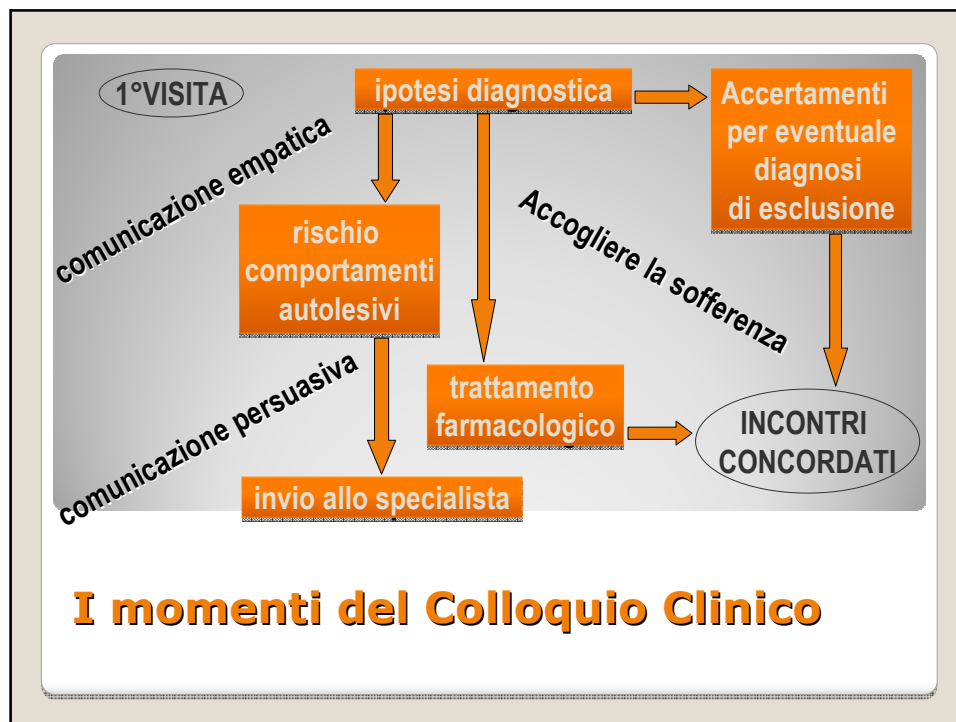 1°VISITA
ipotesi diagnostica
Accertamenti
per eventuale
diagnosi
di esclusione
comunicazione empatica
Accogliere la sofferenza
rischio
comportamenti
autolesivi
comunicazione persuasiva
trattamento
farmacologico
INCONTRI
CONCORDATI
invio allo specialista
I momenti del Colloquio Clinico